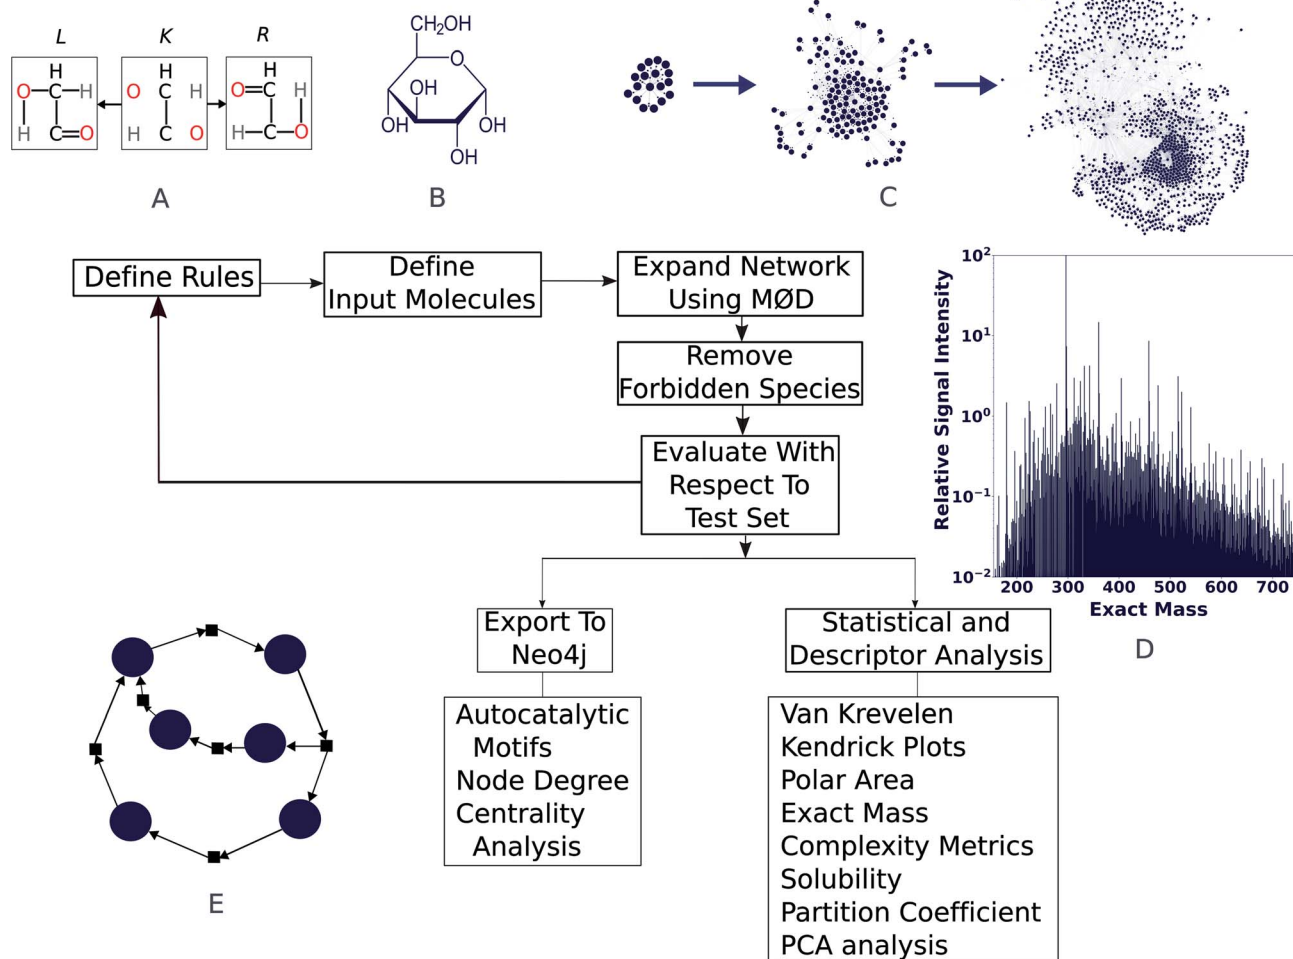 L K R
H
O C H
H C O
H
O C H
H C O
H
O C H
H C O
A
CH₂OH
O
OH
OH
OH
OH
B
C
Define Rules
Define
Input Molecules
Expand Network
Using MØD
Remove
Forbidden Species
Evaluate With
Respect To
Test Set
Relative Signal Intensity
10²
10¹
10⁰
10⁻¹
10⁻²
200 300 400 500 600 700
Exact Mass
D
Export To
Neo4j
Autocatalytic
Motifs
Node Degree
Centrality
Analysis
Statistical and
Descriptor Analysis
Van Krevelen
Kendrick Plots
Polar Area
Exact Mass
Complexity Metrics
Solubility
Partition Coefficient
PCA analysis
E